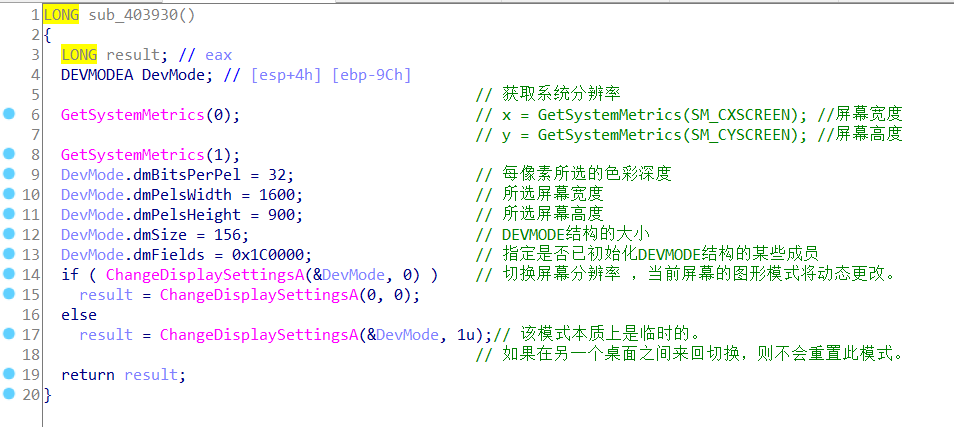 1 LONG sub_403930()
2 {
3 LONG result; // eax
4 DEVMODEA DevMode; // [esp+4h] [ebp-9Ch]
5 // 获取系统分辨率
6 GetSystemMetrics(0); // x = GetSystemMetrics(SM_CXSCREEN); //屏幕宽度
7 // y = GetSystemMetrics(SM_CYSCREEN); //屏幕高度
8 GetSystemMetrics(1);
9 DevMode.dmBitsPerPel = 32; // 每像素所选的色彩深度
10 DevMode.dmPelsWidth = 1600; // 所选屏幕宽度
11 DevMode.dmPelsHeight = 900; // 所选屏幕高度
12 DevMode.dmSize = 156; // DEVMODE结构的大小
13 DevMode.dmFields = 0x1C0000; // 指定是否已初始化DEVMODE结构的某些成员
14 if ( ChangeDisplaySettingsA(&DevMode, 0) ) // 切换屏幕分辨率 ，当前屏幕的图形模式将动态更改。
15 result = ChangeDisplaySettingsA(0, 0);
16 else
17 result = ChangeDisplaySettingsA(&DevMode, 1u);// 该模式本质上是临时的。
18 // 如果在另一个桌面之间来回切换，则不会重置此模式。
19 return result;
20 }